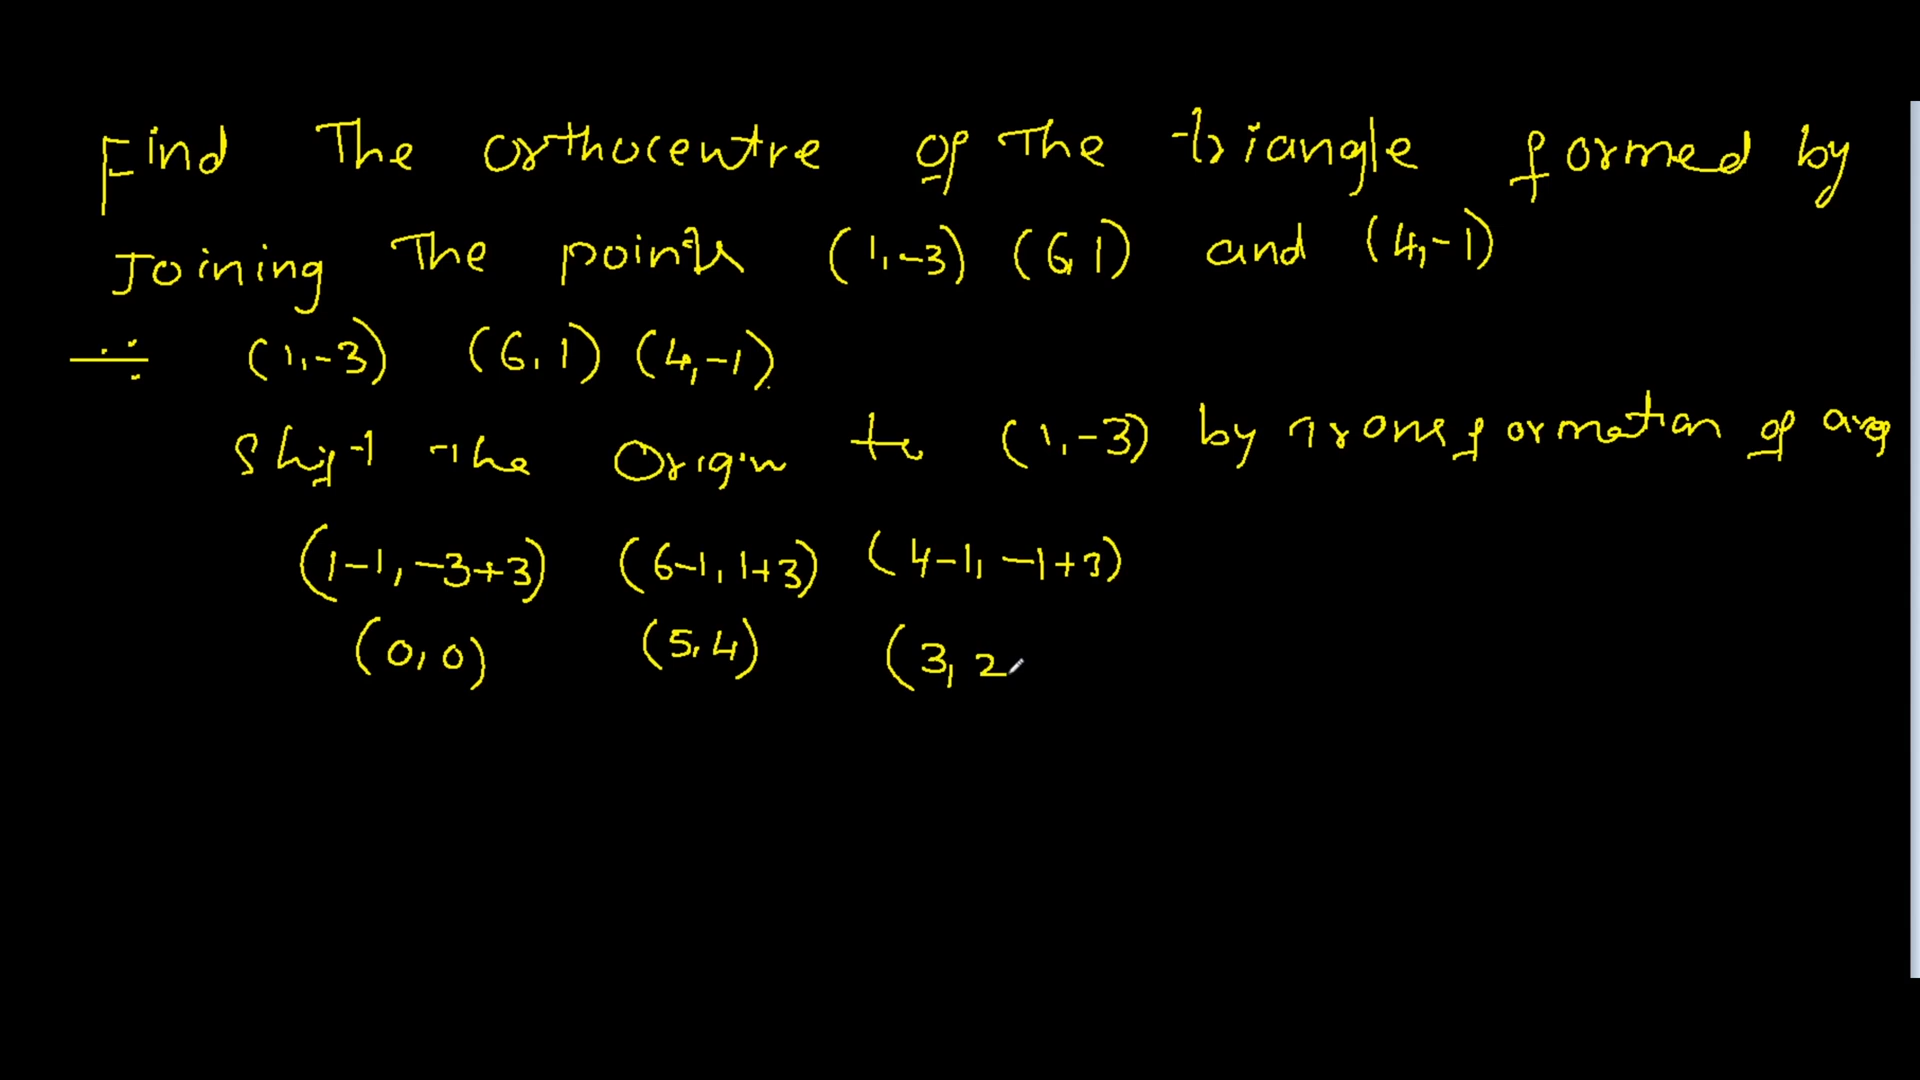 Find The orthocentre of The triangle formed by
Joining The points (1,-3) (6,1) and (4,-1)
(1,-3) (6,1) (4,-1)
Shift the Origin to (1,-3) by transformation of
(1-1,-3+3) (6-1,1+3) (4-1,-1+3)
(0,0) (5,4) (3,2